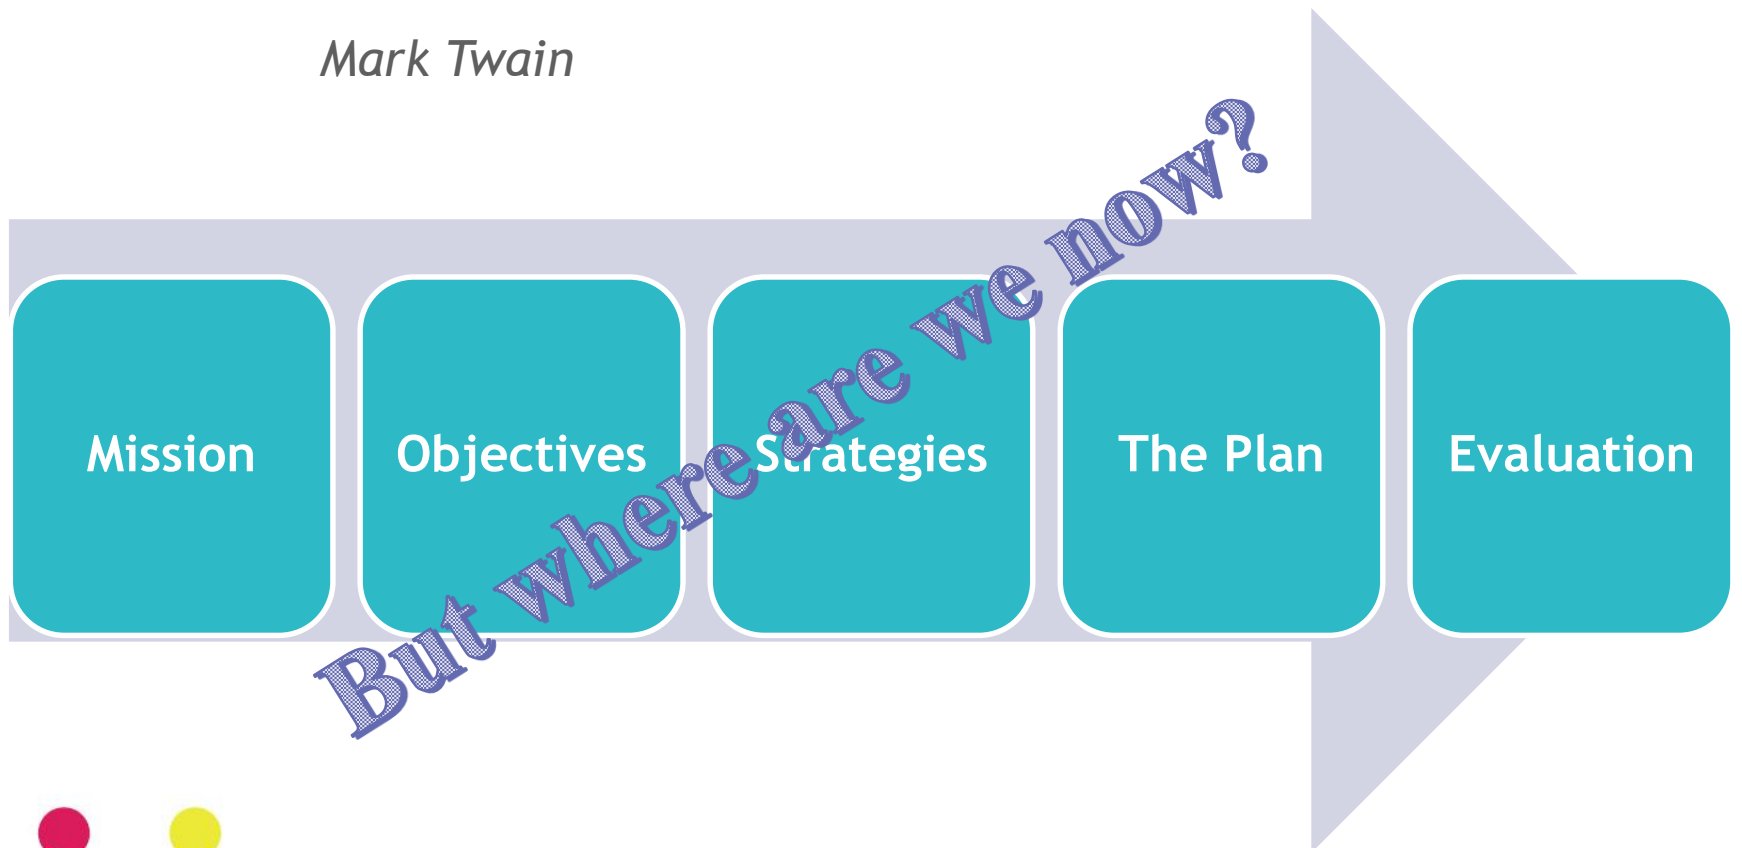 Mark Twain
But where are we now?
Mission
Objectives
Strategies
The Plan
Evaluation